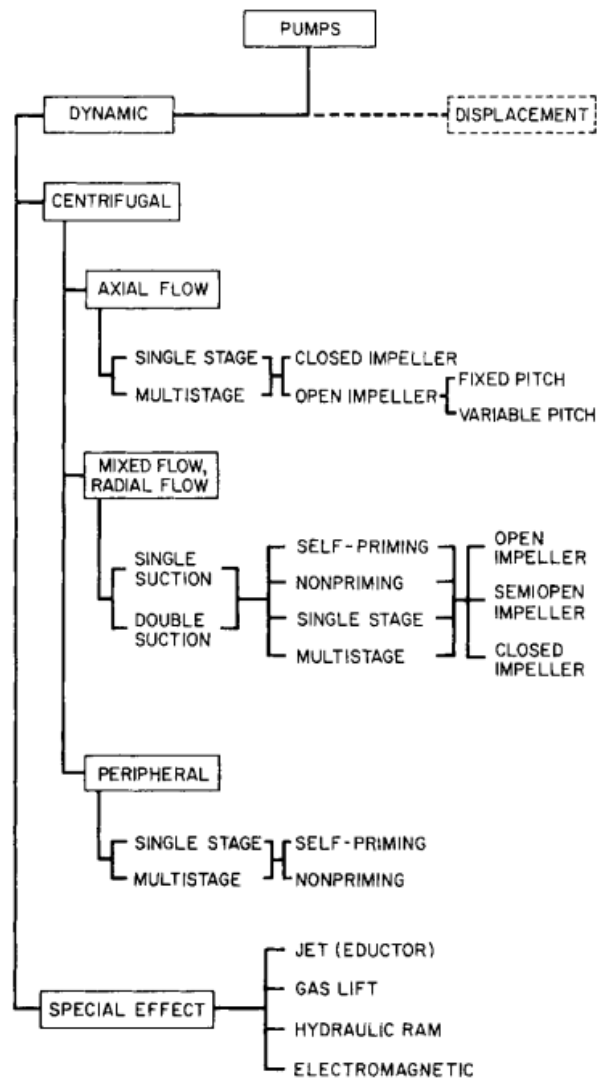 PUMPS
DYNAMIC
DISPLACEMENT
CENTRIFUGAL
AXIAL FLOW
SINGLE STAGE
MULTISTAGE
CLOSED IMPELLER
OPEN IMPELLER
FIXED PITCH
VARIABLE PITCH
MIXED FLOW,
RADIAL FLOW
SINGLE
SUCTION
DOUBLE
SUCTION
SELF-PRIMING
NONPRIMING
SINGLE STAGE
MULTISTAGE
OPEN
IMPELLER
SEMIOPEN
IMPELLER
CLOSED
IMPELLER
PERIPHERAL
SINGLE STAGE
MULTISTAGE
SELF-PRIMING
NONPRIMING
SPECIAL EFFECT
JET (EDUCTOR)
GAS LIFT
HYDRAULIC RAM
ELECTROMAGNETIC